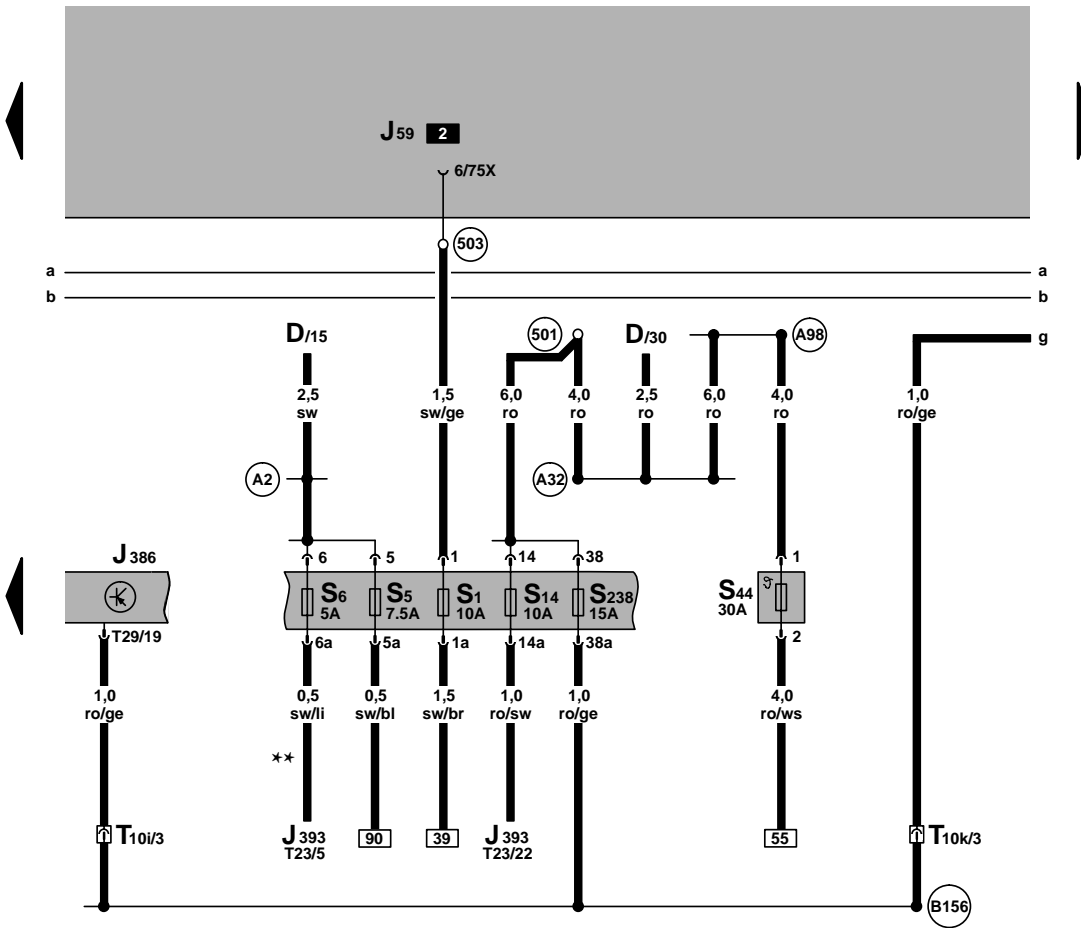 J59 2
6/75X
503
a a
b b
D/15 501 D/30 A98 g
2,5 1,5 6,0 4,0 2,5 6,0 4,0 1,0
sw sw/ge ro ro ro ro ro ro/ge
A2 A32
J386 6 5 1 14 38 1
S6 S5 S1 S14 S238 S44
5A 7.5A 10A 10A 15A 30A
T29/19 6a 5a 1a 14a 38a 2
1,0 0,5 0,5 1,5 1,0 1,0 4,0
ro/ge sw/li sw/bl sw/br ro/sw ro/ge ro/ws
★★
T10i/3 J393 90 39 J393 55 T10k/3
T23/5 T23/22
B156